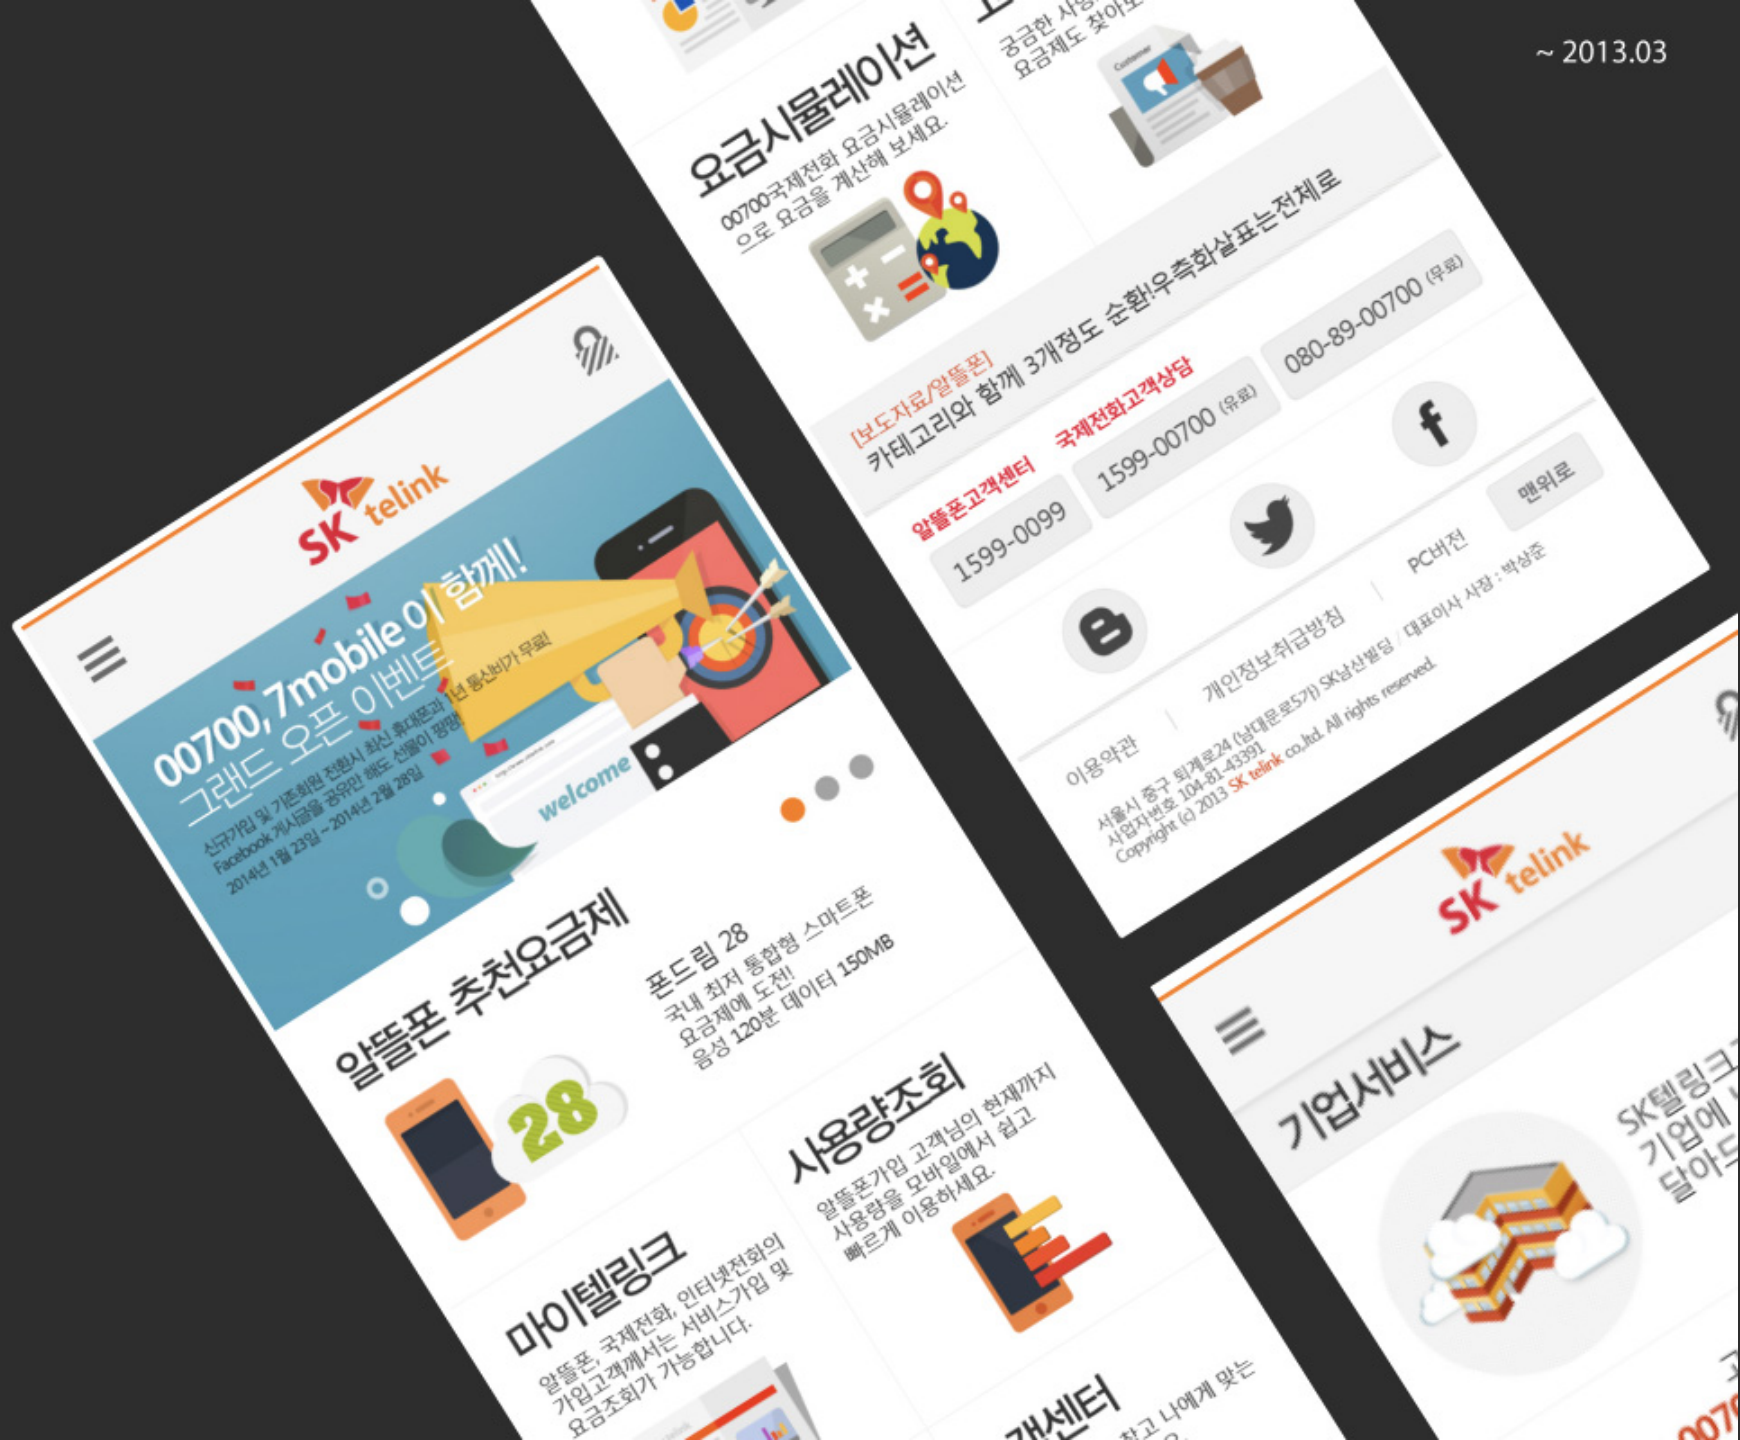 ~ 2013.03
요금시뮬레이션
00700국제전화 요금시뮬레이션
으로 요금을 계산해 보세요.
궁금한
요금제도 찾아보
Customer
[보도자료/알뜰폰]
카테고리와 함께 3개정도 순환!우측화살표는전체로
알뜰폰고객센터
국제전화고객상담
1599-0099
1599-00700 (유료)
080-89-00700 (무료)
이용약관
개인정보취급방침
PC버전
맨위로
서울시 중구 퇴계로24 (남대문로5가) SK남산빌딩 / 대표이사 사장 : 박상준
사업자번호 104-81-43391
Copyright (c) 2013 SK telink co.,ltd. All rights reserved.
SK telink
00700, 7mobile 이 함께!
그랜드 오픈 이벤트
신규가입 및 기존회원 전환시 최신 휴대폰과 1년 통신비가 무료!
Facebook 게시글을 공유만 해도 선물이 팡팡!
2014년 1월 23일 ~ 2014년 2월 28일
welcome
알뜰폰 추천요금제
28
폰드림 28
국내 최저 통합형 스마트폰
요금제에 도전!
음성 120분 데이터 150MB
사용량조회
알뜰폰가입 고객님의 현재까지
사용량을 모바일에서 쉽고
빠르게 이용하세요.
마이텔링크
알뜰폰, 국제전화, 인터넷전화의
가입고객께서는 서비스가입 및
요금조회가 가능합니다.
객센터
찾고 나에게 맞는
SK telink
기업서비스
SK텔링크
기업에
달아드
0070